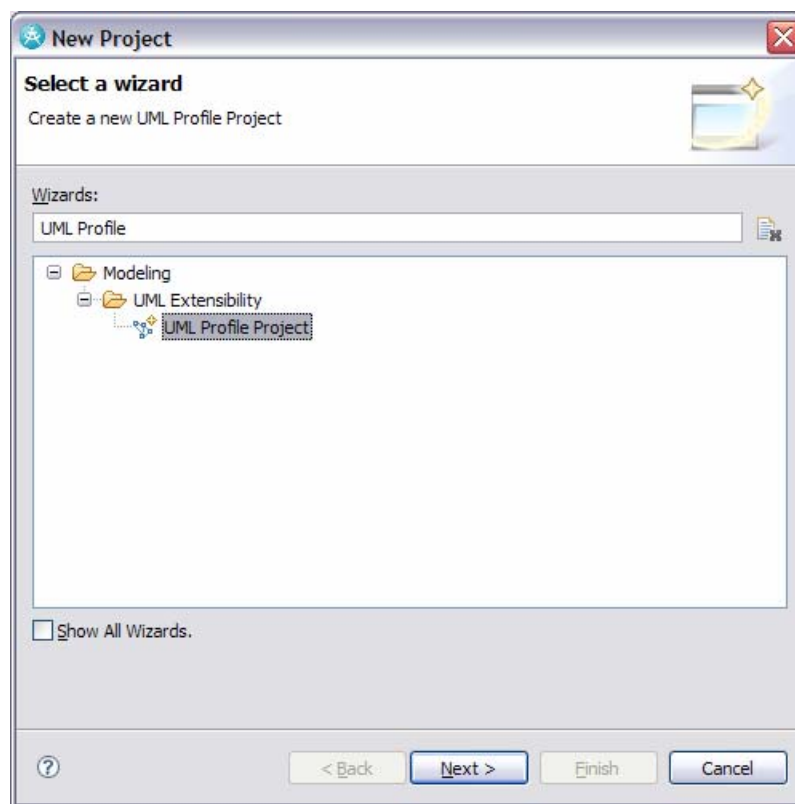 New Project
Select a wizard
Create a new UML Profile Project
Wizards:
UML Profile
Modeling
UML Extensibility
UML Profile Project
Show All Wizards.
?
< Back Next > Finish Cancel